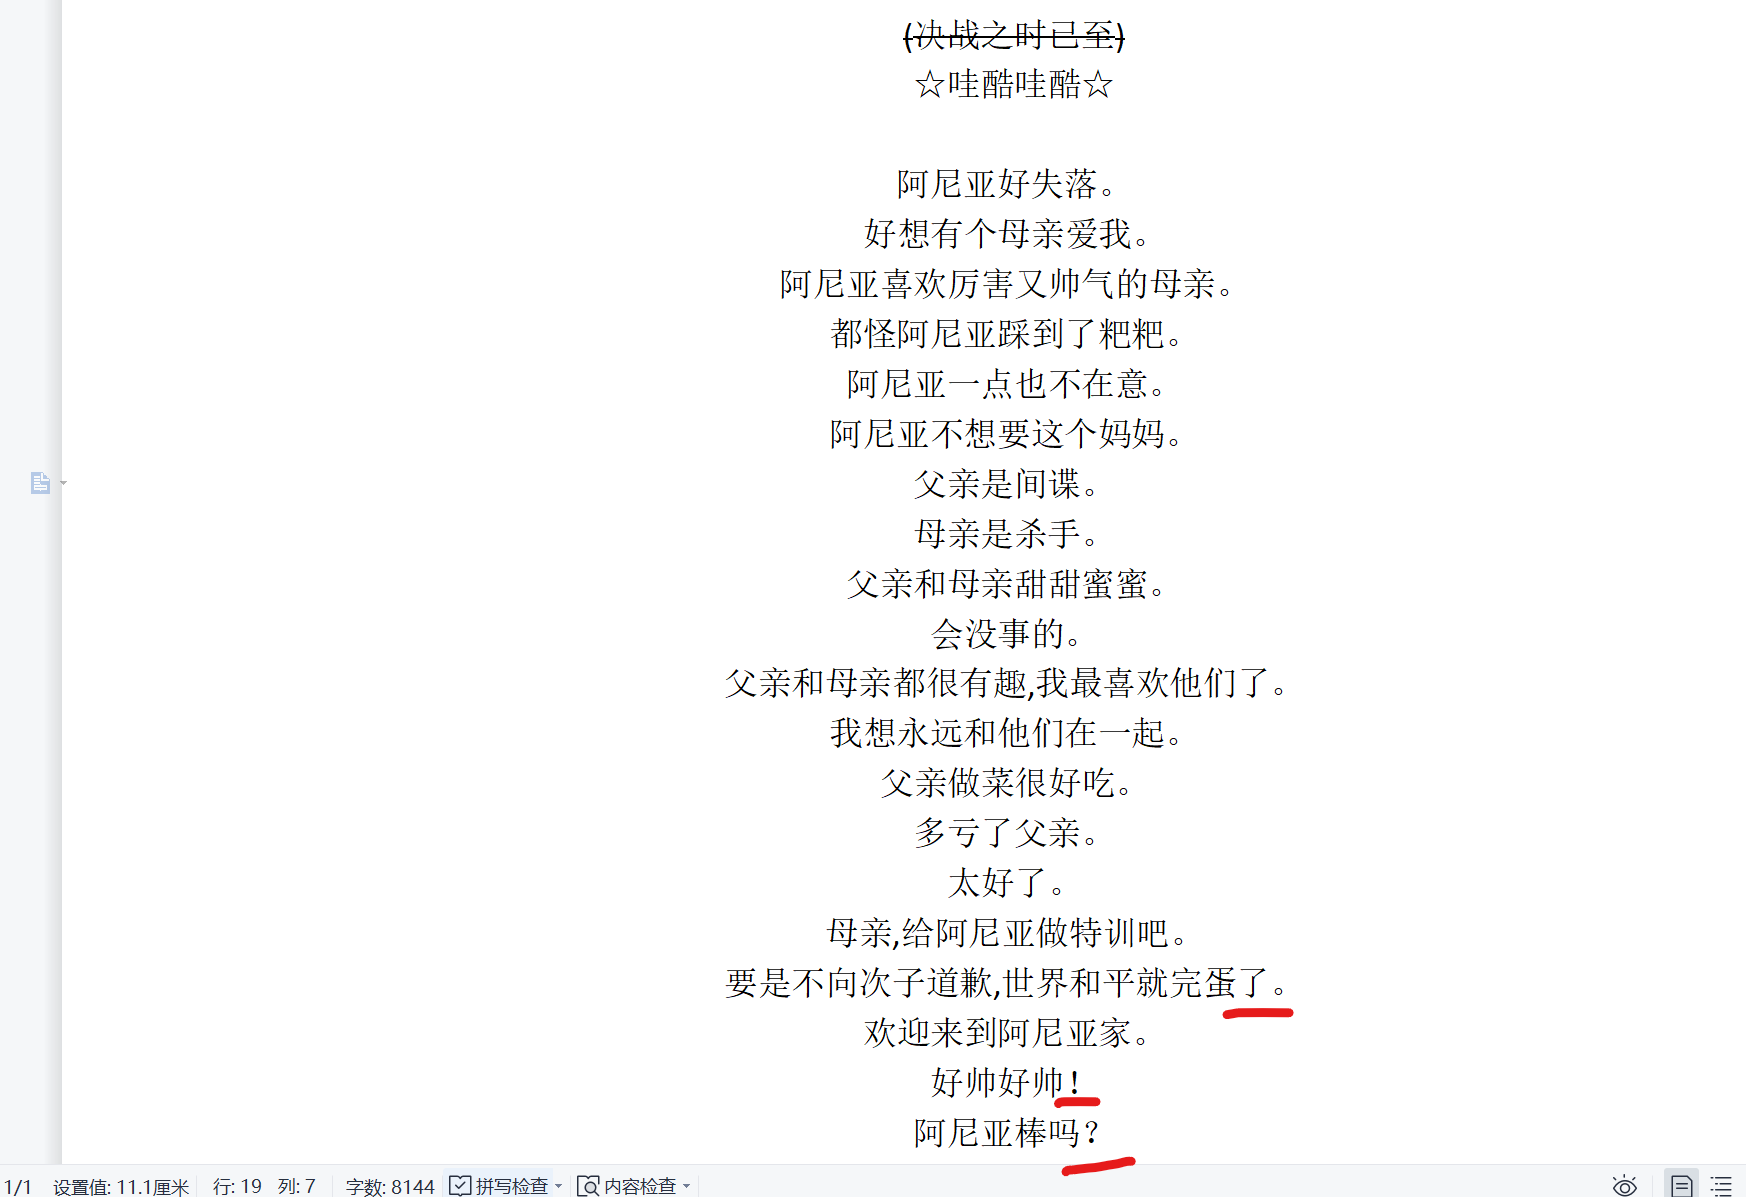 (决战之时已至)
☆哇酷哇酷☆
阿尼亚好失落。
好想有个母亲爱我。
阿尼亚喜欢厉害又帅气的母亲。
都怪阿尼亚踩到了粑粑。
阿尼亚一点也不在意。
阿尼亚不想要这个妈妈。
父亲是间谍。
母亲是杀手。
父亲和母亲甜甜蜜蜜。
会没事的。
父亲和母亲都很有趣,我最喜欢他们了。
我想永远和他们在一起。
父亲做菜很好吃。
多亏了父亲。
太好了。
母亲,给阿尼亚做特训吧。
要是不向次子道歉,世界和平就完蛋了。
欢迎来到阿尼亚家。
好帅好帅！
阿尼亚棒吗？
1/1 设置值: 11.1厘米 行: 19 列: 7 字数: 8144 拼写检查 内容检查